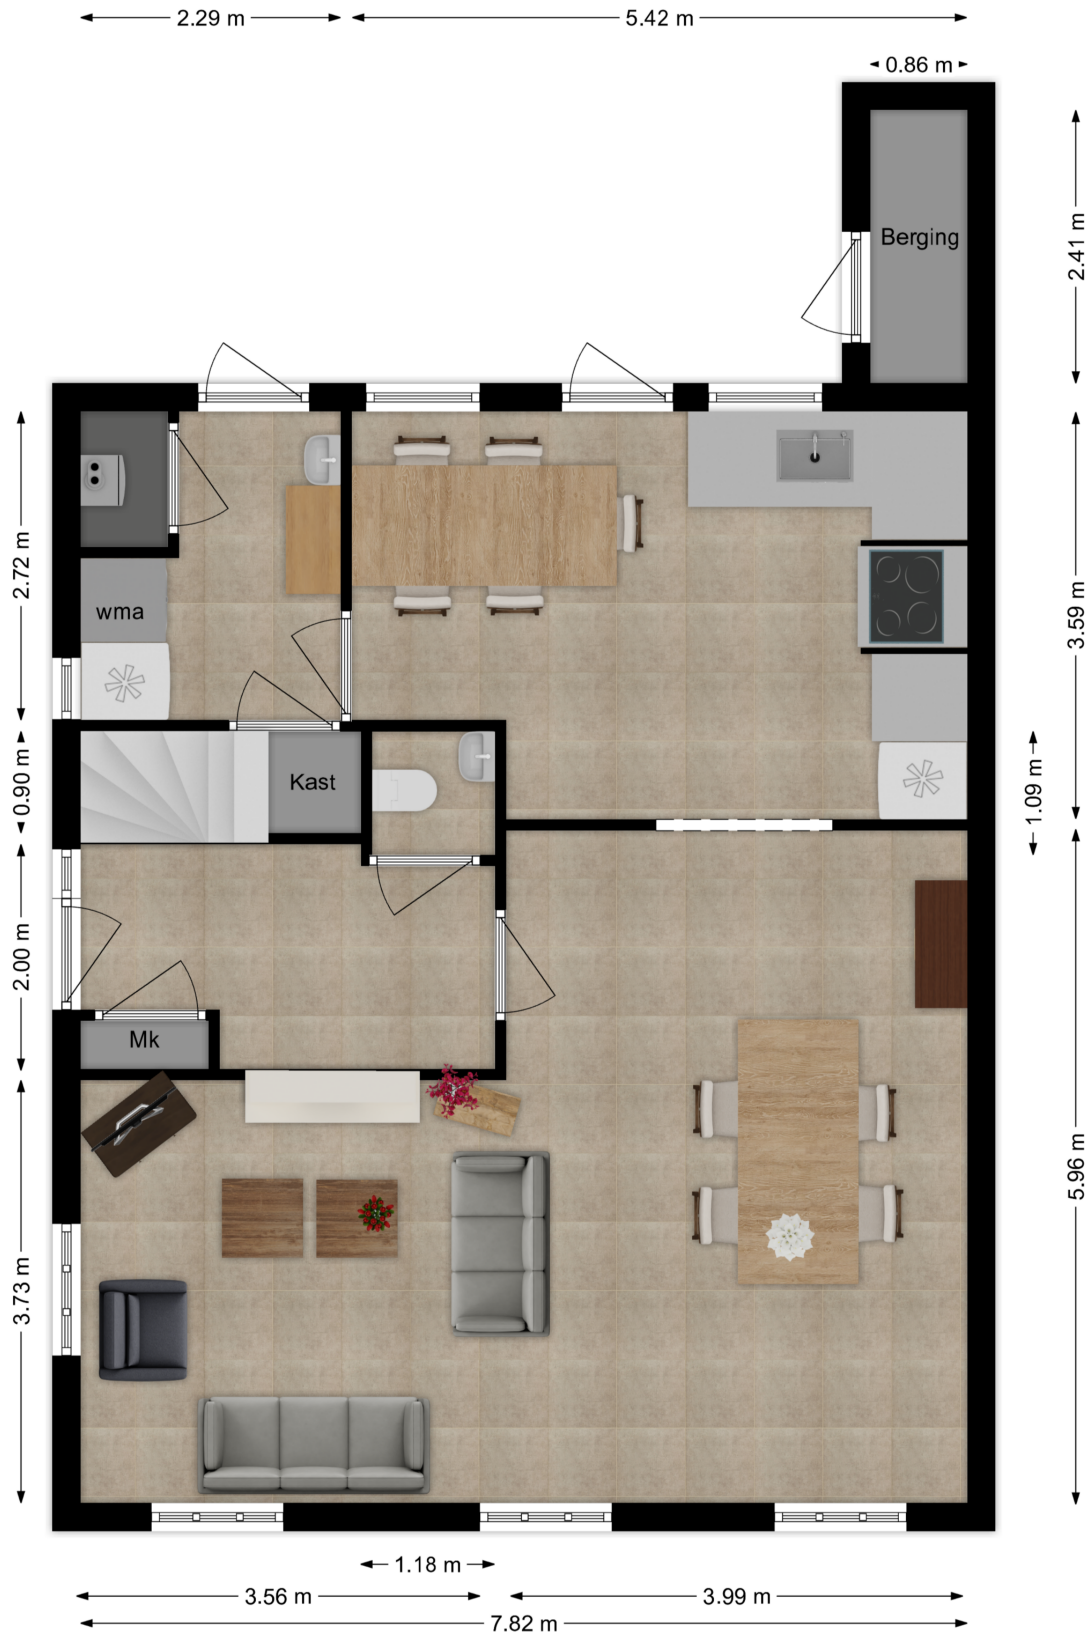 2.29 m
5.42 m
0.86 m
2.41 m
Berging
2.72 m
3.59 m
wma
0.90 m
Kast
1.09 m
2.00 m
Mk
5.96 m
3.73 m
1.18 m
3.56 m
3.99 m
7.82 m